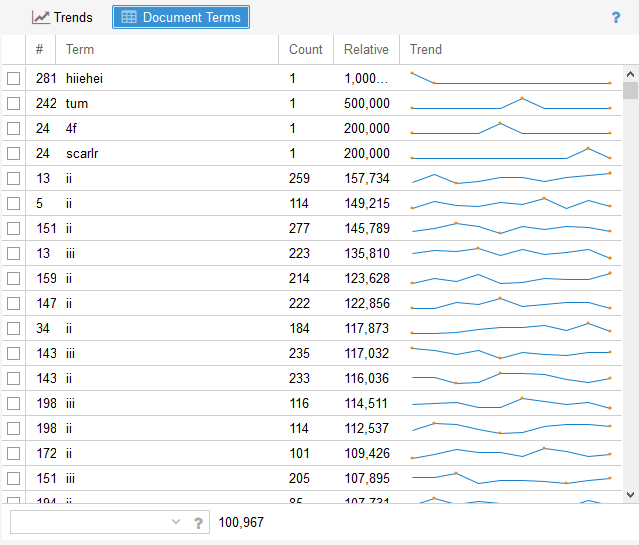 Trends Document Terms ?
# Term Count Relative Trend
281 hiiehei 1 1,000...
242 tum 1 500,000
24 4f 1 200,000
24 scarlr 1 200,000
13 ii 259 157,734
5 ii 114 149,215
151 ii 277 145,789
13 iii 223 135,810
159 ii 214 123,628
147 ii 222 122,856
34 ii 184 117,873
143 iii 235 117,032
143 ii 233 116,036
198 iii 116 114,511
198 ii 114 112,537
172 ii 101 109,426
151 iii 205 107,895
194 ii 85 107,731
? 100,967